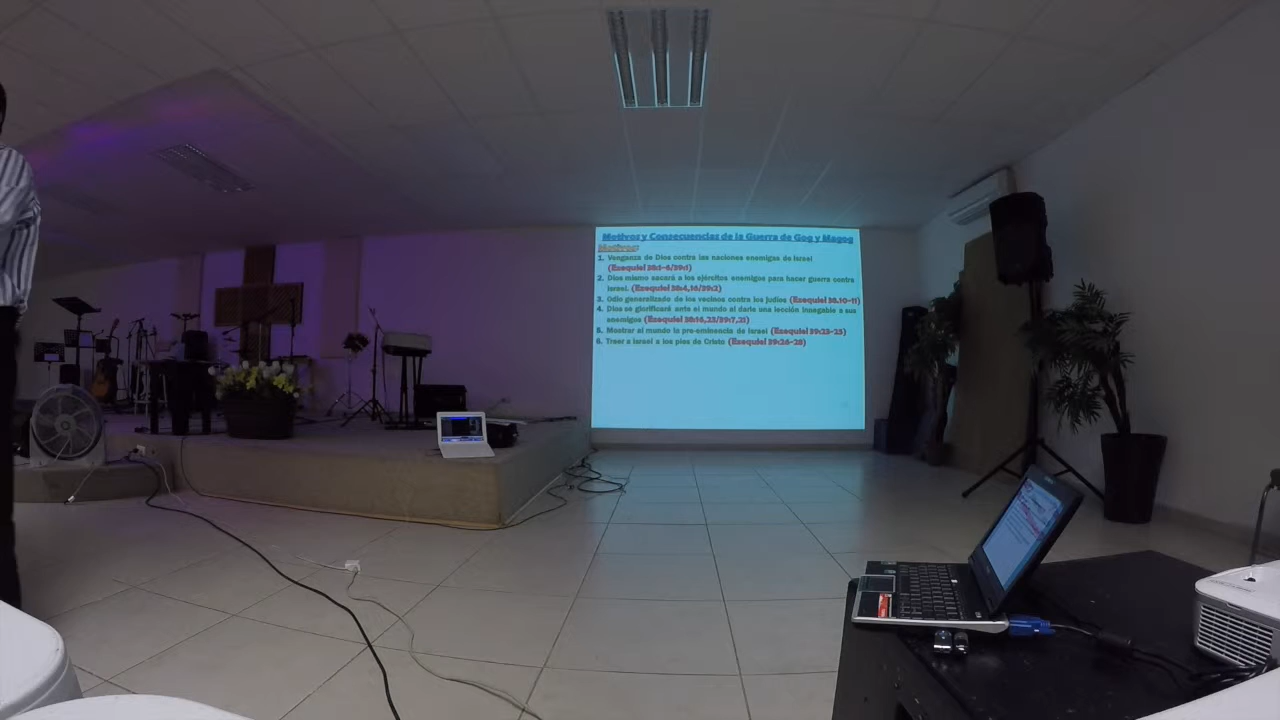 Motivos y Consecuencias de la Guerra de Gog y Magog
Motivos:
1. Venganza de Dios contra las naciones enemigas de Israel
(Ezequiel 38:1-6/39:1)
2. Dios mismo sacará a los ejércitos enemigos para hacer guerra contra
Israel. (Ezequiel 38:4,16/39:2)
3. Odio generalizado de los vecinos contra los judíos (Ezequiel 38.10-11)
4. Dios se glorificará ante el mundo al darle una lección innegable a sus
enemigos (Ezequiel 38:16,23/39:7,21)
5. Mostrar al mundo la pre-eminencia de Israel (Ezequiel 39:23-25)
6. Traer a Israel a los pies de Cristo (Ezequiel 39:26-28)